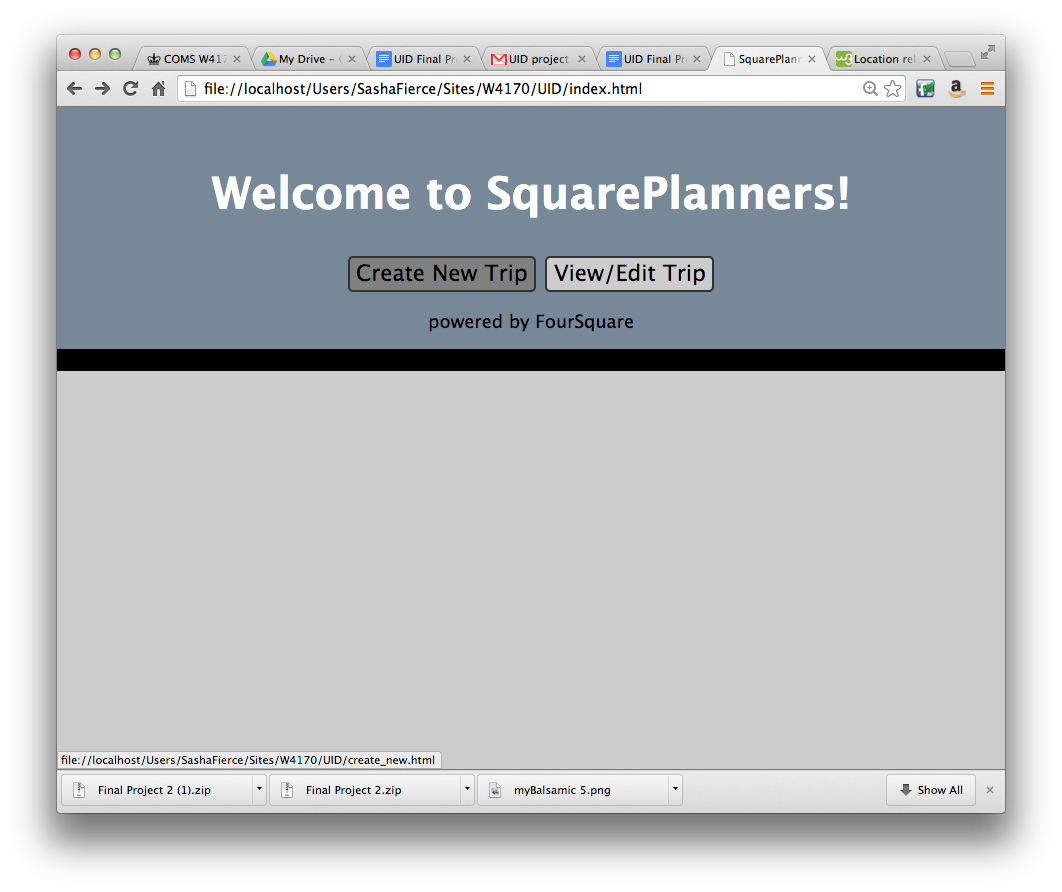 COMS W417
My Drive –
UID Final Pr
UID project
UID Final Pr
SquarePlann
Location rel
file://localhost/Users/SashaFierce/Sites/W4170/UID/index.html
Welcome to SquarePlanners!
Create New Trip
View/Edit Trip
powered by FourSquare
file://localhost/Users/SashaFierce/Sites/W4170/UID/create_new.html
Final Project 2 (1).zip
Final Project 2.zip
myBalsamic 5.png
Show All